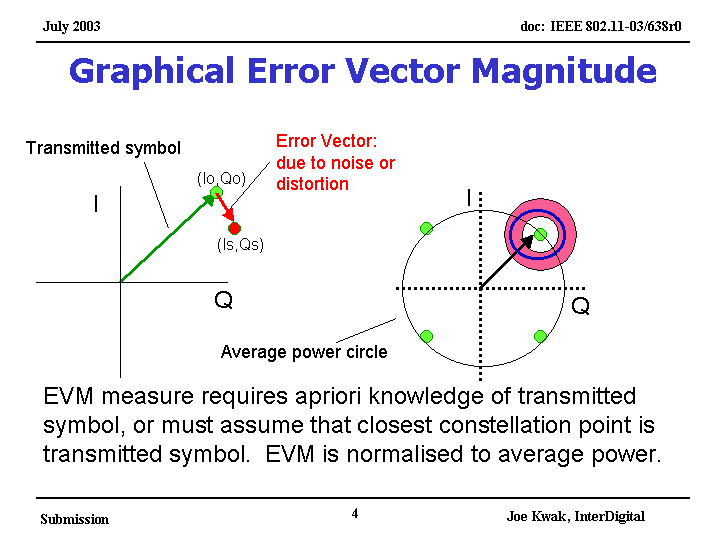 July 2003
doc: IEEE 802.11-03/638r0
Graphical Error Vector Magnitude
Transmitted symbol
Error Vector:
due to noise or
distortion
(Io,Qo)
I
I
(Is,Qs)
Q
Q
Average power circle
EVM measure requires apriori knowledge of transmitted
symbol, or must assume that closest constellation point is
transmitted symbol.  EVM is normalised to average power.
Submission
4
Joe Kwak, InterDigital